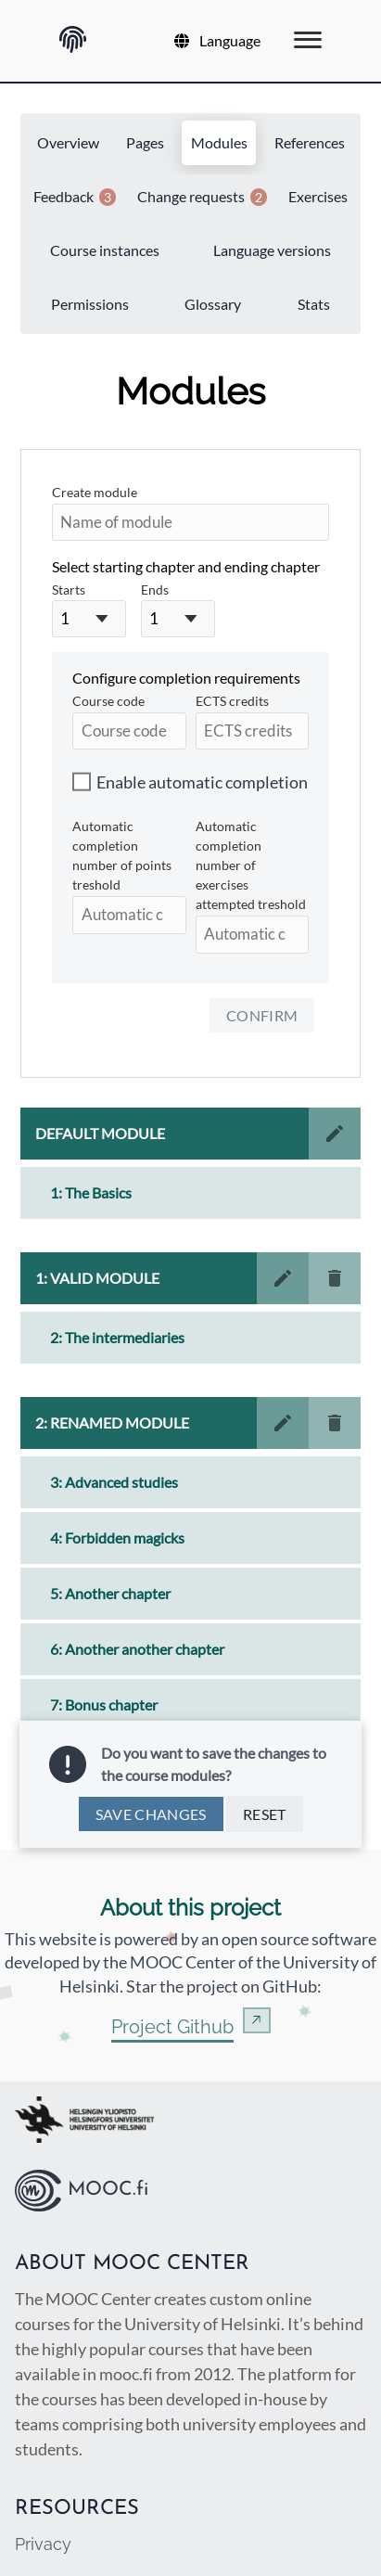 Language
Overview Pages Modules References
Feedback 3 Change requests 2 Exercises
Course instances Language versions
Permissions Glossary Stats
Modules
Create module
Name of module
Select starting chapter and ending chapter
Starts Ends
1 1
Configure completion requirements
Course code ECTS credits
Course code ECTS credits
Enable automatic completion
Automatic
completion
number of points
treshold
Automatic
completion
number of
exercises
attempted treshold
Automatic c
Automatic c
CONFIRM
DEFAULT MODULE
1: The Basics
1: VALID MODULE
2: The intermediaries
2: RENAMED MODULE
3: Advanced studies
4: Forbidden magicks
5: Another chapter
6: Another another chapter
7: Bonus chapter
Do you want to save the changes to
the course modules?
SAVE CHANGES RESET
About this project
This website is powered by an open source software
developed by the MOOC Center of the University of
Helsinki. Star the project on GitHub:
Project Github
HELSINGIN YLIOPISTO
HELSINGFORS UNIVERSITET
UNIVERSITY OF HELSINKI
MOOC.fi
ABOUT MOOC CENTER
The MOOC Center creates custom online
courses for the University of Helsinki. It’s behind
the highly popular courses that have been
available in mooc.fi from 2012. The platform for
the courses has been developed in-house by
teams comprising both university employees and
students.
RESOURCES
Privacy